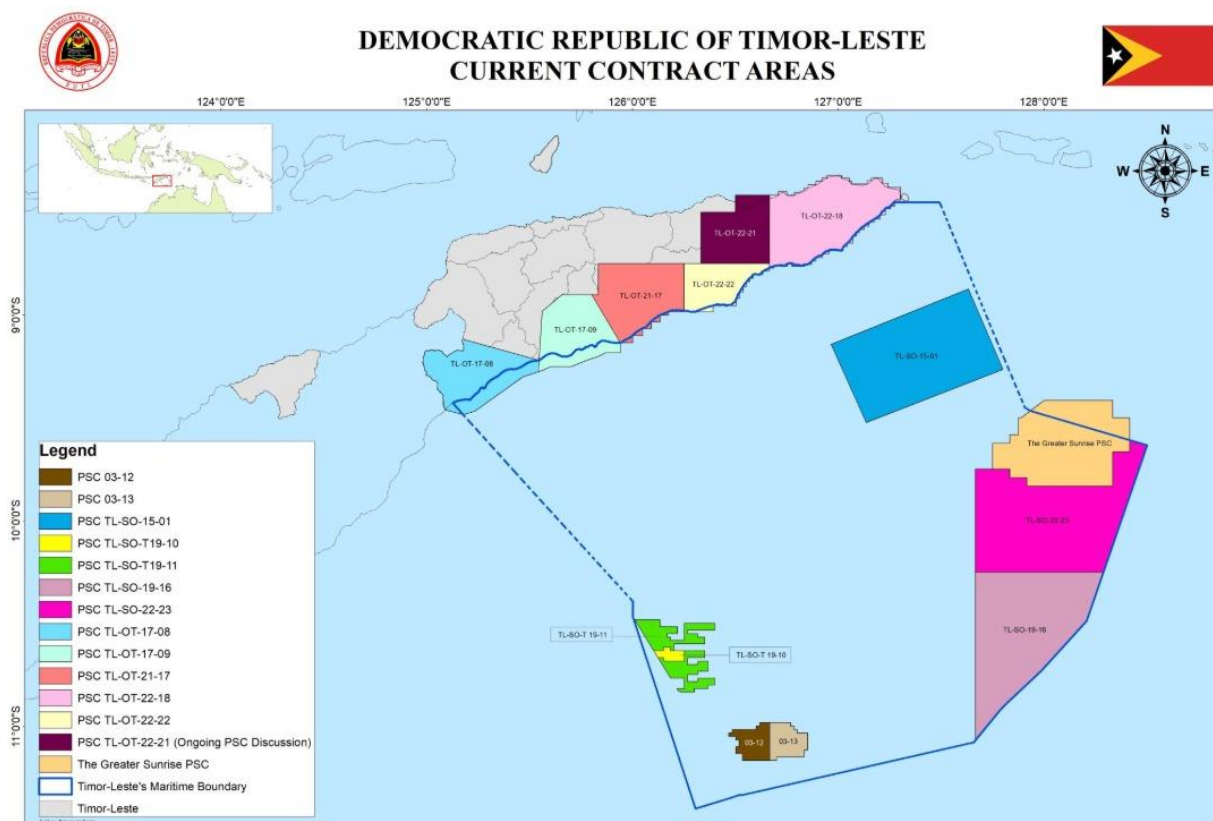 DEMOCRATIC REPUBLIC OF TIMOR-LESTE
CURRENT CONTRACT AREAS
124°0'0"E
125°0'0"E
126°0'0"E
127°0'0"E
128°0'0"E
N
W
E
S
TL-OT-22-18
TL-OT-22-21
TL-OT-21-17
TL-OT-22-22
9°0'0"S
TL-OT-17-09
TL-OT-17-08
TL-SO-15-01
The Greater Sunrise PSC
10°0'0"S
TL-SO-22-23
TL-SO-T 19-11
TL-SO-T 19-10
TL-SO-19-16
11°0'0"S
03-12
03-13
Legend
PSC 03-12
PSC 03-13
PSC TL-SO-15-01
PSC TL-SO-T19-10
PSC TL-SO-T19-11
PSC TL-SO-19-16
PSC TL-SO-22-23
PSC TL-OT-17-08
PSC TL-OT-17-09
PSC TL-OT-21-17
PSC TL-OT-22-18
PSC TL-OT-22-22
PSC TL-OT-22-21 (Ongoing PSC Discussion)
The Greater Sunrise PSC
Timor-Leste's Maritime Boundary
Timor-Leste